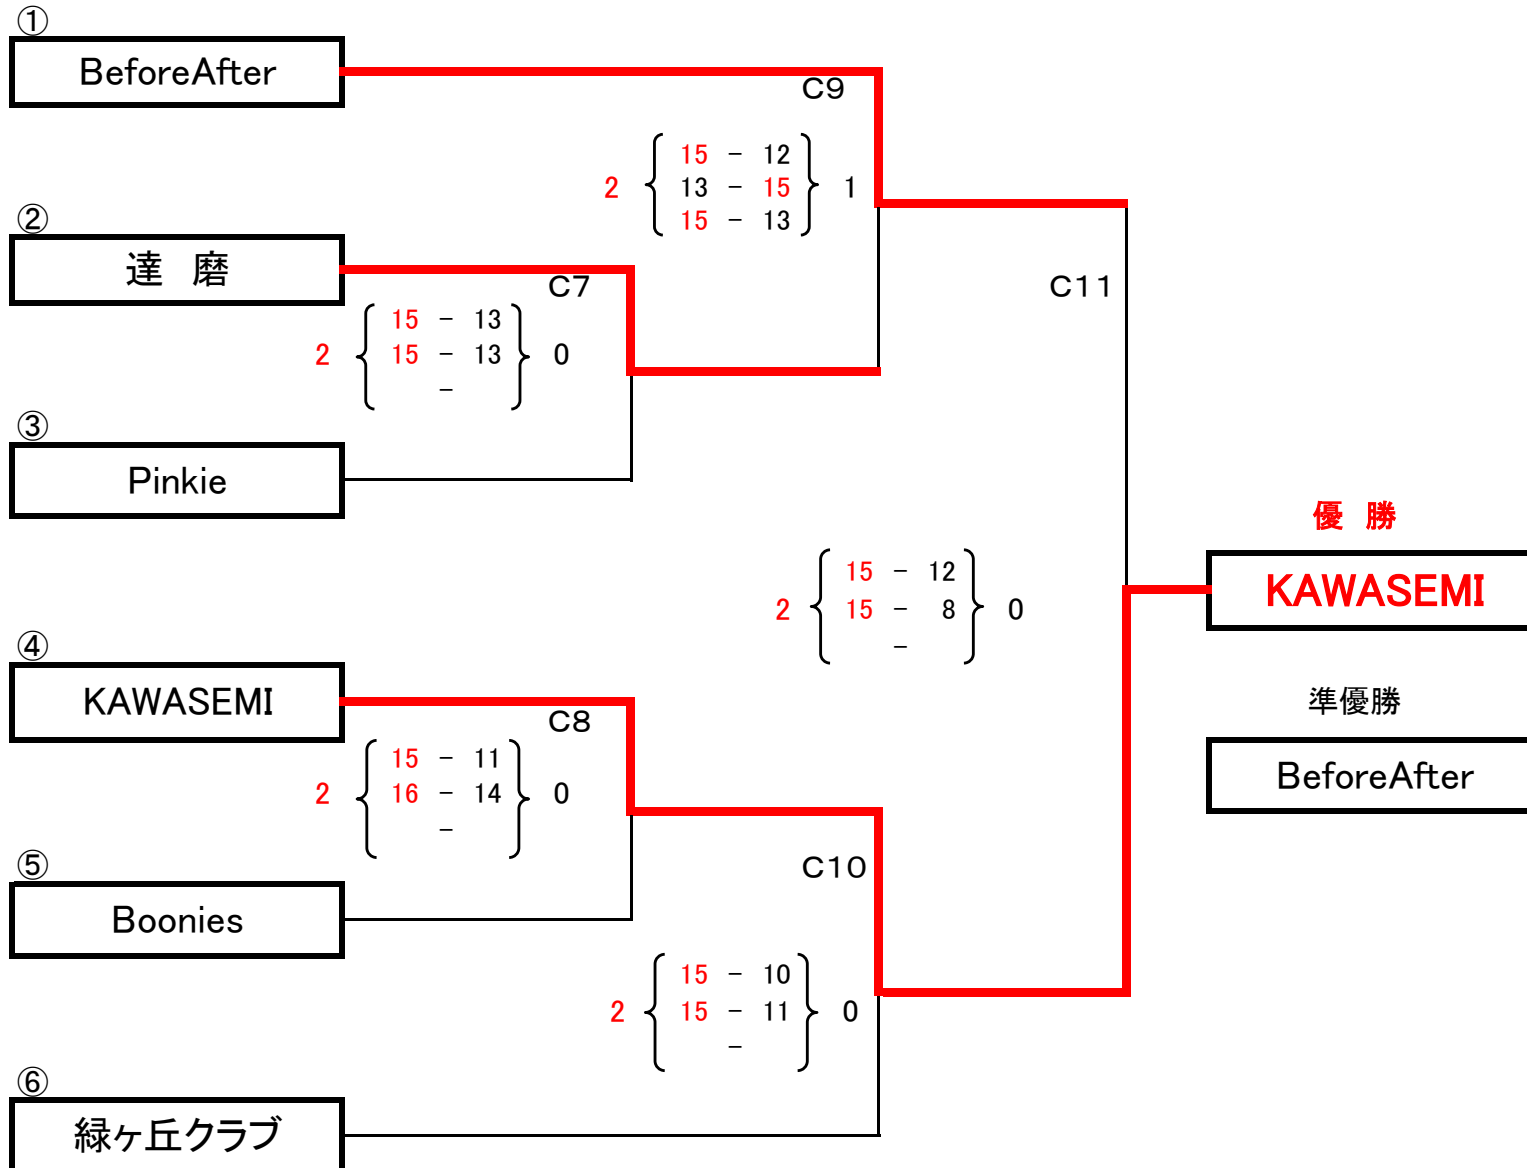 ①
BeforeAfter
C9
15 - 12
2 13 - 15 1
15 - 13
②
達 磨
C7
C11
15 - 13
2 15 - 13 0
-
③
Pinkie
優 勝
KAWASEMI
15 - 12
2 15 - 8 0
-
④
KAWASEMI
準優勝
C8
BeforeAfter
15 - 11
2 16 - 14 0
-
⑤
Boonies
C10
15 - 10
2 15 - 11 0
-
⑥
緑ヶ丘クラブ